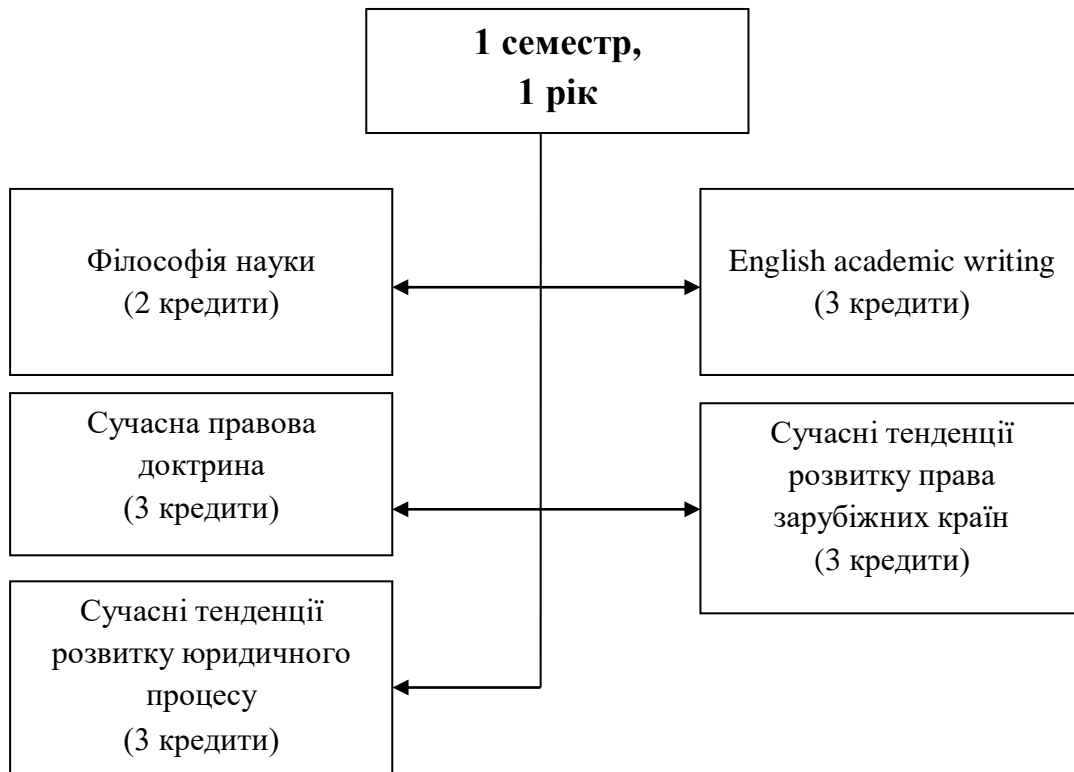 1 семестр,
1 рік
Філософія науки
(2 кредити)
English academic writing
(3 кредити)
Сучасна правова
доктрина
(3 кредити)
Сучасні тенденції
розвитку права
зарубіжних країн
(3 кредити)
Сучасні тенденції
розвитку юридичного
процесу
(3 кредити)